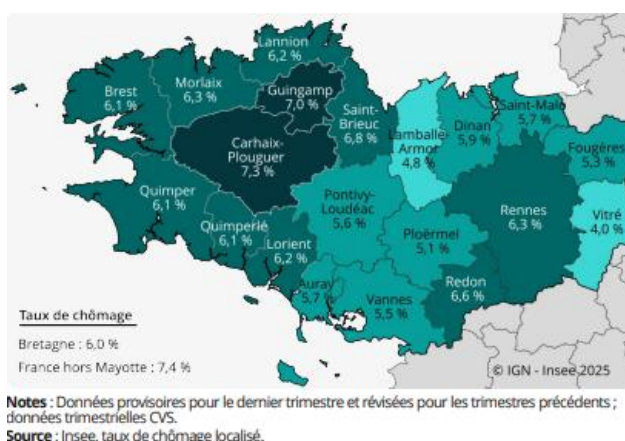 Lannion
6,2 %
Guingamp
7,0 %
Morlaix
6,3 %
Brest
6,1 %
Saint-
Brieuc
6,8 %
Saint-Malo
5,7 %
Dinan
5,9 %
Lamballe-
Armor
4,8 %
Fougères
5,3 %
Carhaix-
Plouguer
7,3 %
Quimper
6,1 %
Pontivy-
Loudéac
5,6 %
Rennes
6,3 %
Vitré
4,0 %
Quimperlé
6,1 %
Lorient
6,2 %
Ploërmel
5,1 %
Auray
5,7 %
Vannes
5,5 %
Redon
6,6 %
Taux de chômage
Bretagne : 6,0 %
France hors Mayotte : 7,4 %
© IGN - Insee 2025
Notes : Données provisoires pour le dernier trimestre et révisées pour les trimestres précédents ;
données trimestrielles CVS.
Source : Insee, taux de chômage localisé.